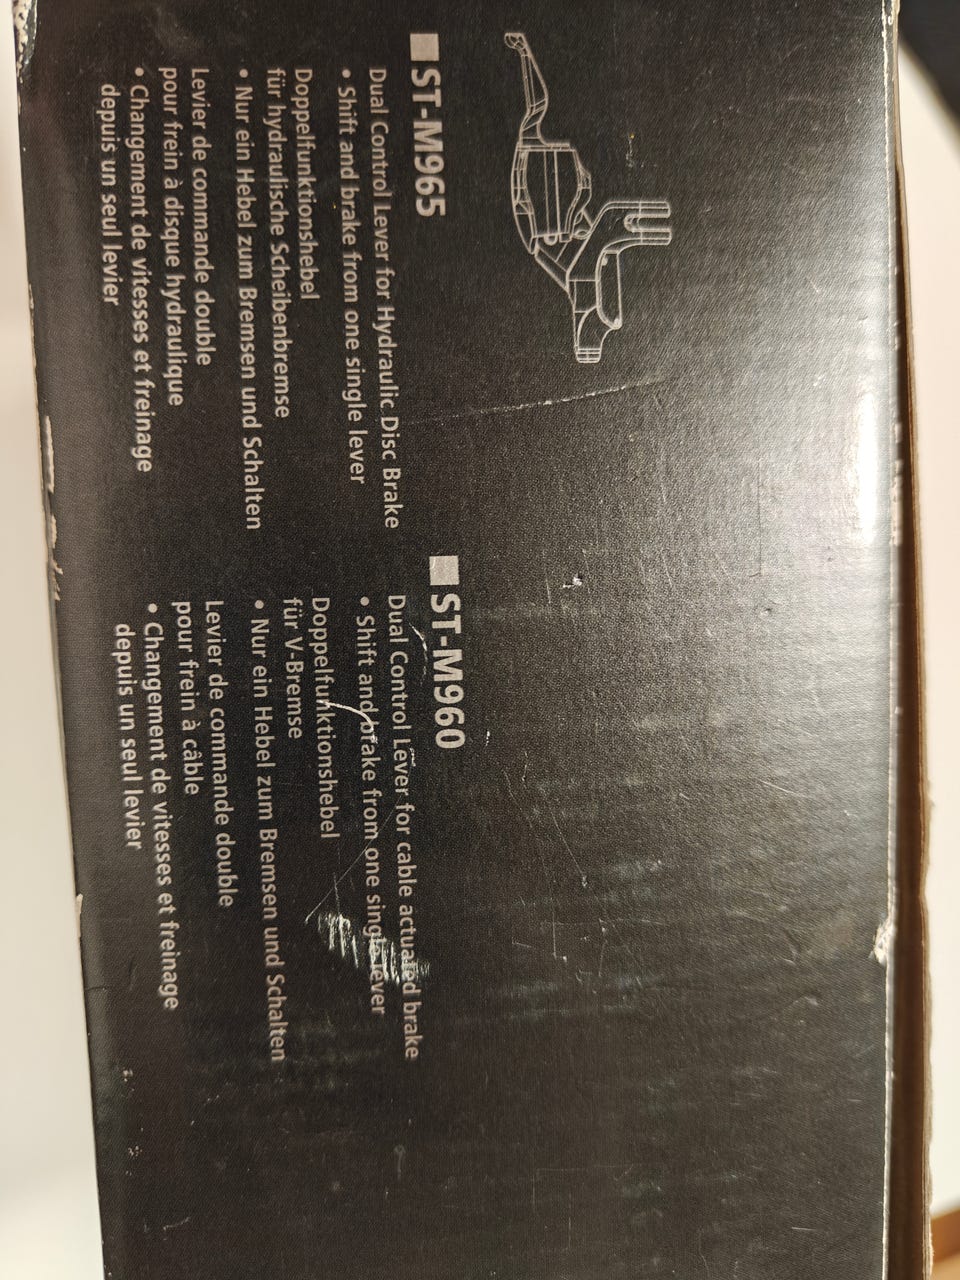 ■ ST-M965
Dual Control Lever for Hydraulic Disc Brake
• Shift and brake from one single lever
Doppelfunktionshebel
für hydraulische Scheibenbremse
• Nur ein Hebel zum Bremsen und Schalten
Levier de commande double
pour frein à disque hydraulique
• Changement de vitesses et freinage
depuis un seul levier
■ ST-M960
Dual Control Lever for cable actuated brake
• Shift and brake from one single lever
Doppelfunktionshebel
für V-Bremse
• Nur ein Hebel zum Bremsen und Schalten
Levier de commande double
pour frein à câble
• Changement de vitesses et freinage
depuis un seul levier